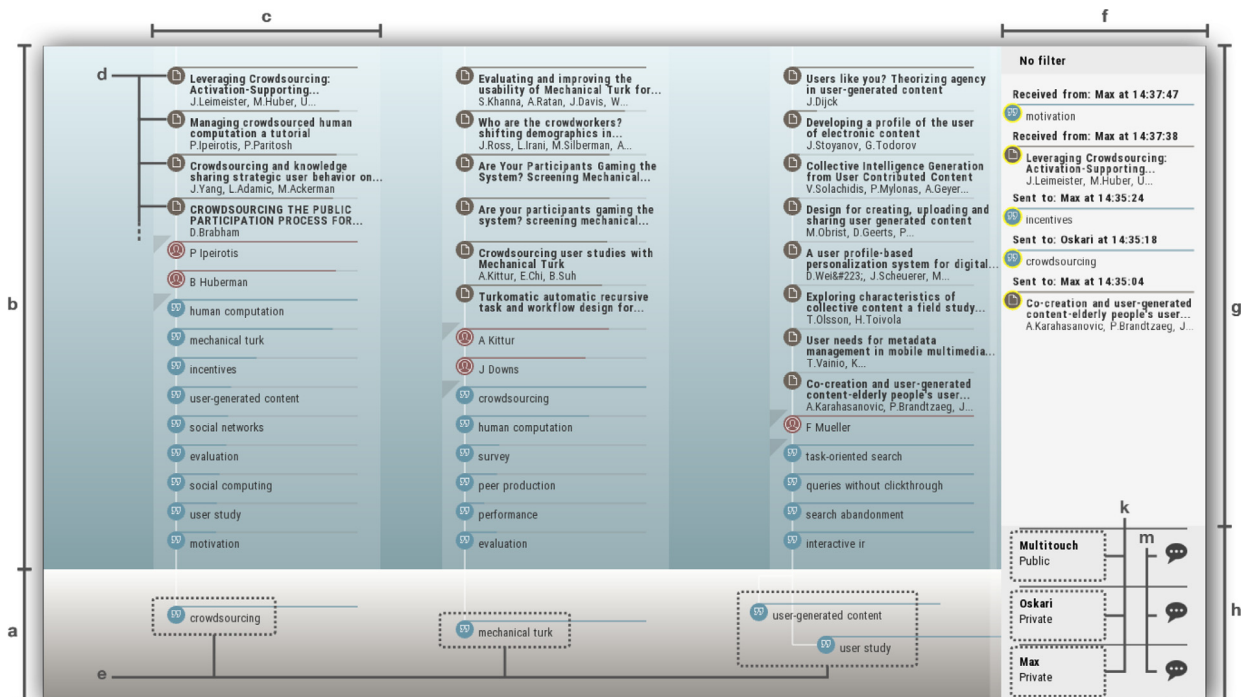 c
f
b
d
Leveraging Crowdsourcing:
Activation-Supporting...
J.Leimeister, M.Huber, U...
Managing crowdsourced human
computation a tutorial
P.Ipeirotis, P.Paritosh
Crowdsourcing and knowledge
sharing strategic user behavior on...
J.Yang, L.Adamic, M.Ackerman
CROWDSOURCING THE PUBLIC
PARTICIPATION PROCESS FOR...
D.Brabham
P Ipeirotis
B Huberman
human computation
mechanical turk
incentives
user-generated content
social networks
evaluation
social computing
user study
motivation
Evaluating and improving the
usability of Mechanical Turk for...
S.Khanna, A.Ratan, J.Davis, W...
Who are the crowdworkers?
shifting demographics in...
J.Ross, L.Irani, M.Silberman, A...
Are Your Participants Gaming the
System? Screening Mechanical...
Are your participants gaming the
system? screening mechanical...
Crowdsourcing user studies with
Mechanical Turk
A.Kittur, E.Chi, B.Suh
Turkomatic automatic recursive
task and workflow design for...
A Kittur
J Downs
crowdsourcing
human computation
survey
peer production
performance
evaluation
Users like you? Theorizing agency
in user-generated content
J.Dijck
Developing a profile of the user
of electronic content
J.Stoyanov, G.Todorov
Collective Intelligence Generation
from User Contributed Content
V.Solachidis, P.Mylonas, A.Geyer...
Design for creating, uploading and
sharing user generated content
M.Obrist, D.Geerts, P...
A user profile-based
personalization system for digital...
D.Wei&#223;, J.Scheuerer, M...
Exploring characteristics of
collective content a field study...
T.Olsson, H.Toivola
User needs for metadata
management in mobile multimedia...
T.Vainio, K...
Co-creation and user-generated
content-elderly people's user...
A.Karahasanovic, P.Brandtzaeg, J...
F Mueller
task-oriented search
queries without clickthrough
search abandonment
interactive ir
No filter
Received from: Max at 14:37:47
motivation
Received from: Max at 14:37:38
Leveraging Crowdsourcing:
Activation-Supporting...
J.Leimeister, M.Huber, U...
Sent to: Max at 14:35:24
incentives
Sent to: Oskari at 14:35:18
crowdsourcing
Sent to: Max at 14:35:04
Co-creation and user-generated
content-elderly people's user...
A.Karahasanovic, P.Brandtzaeg, J...
g
k
m
Multitouch
Public
Oskari
Private
Max
Private
h
a
crowdsourcing
mechanical turk
user-generated content
user study
e